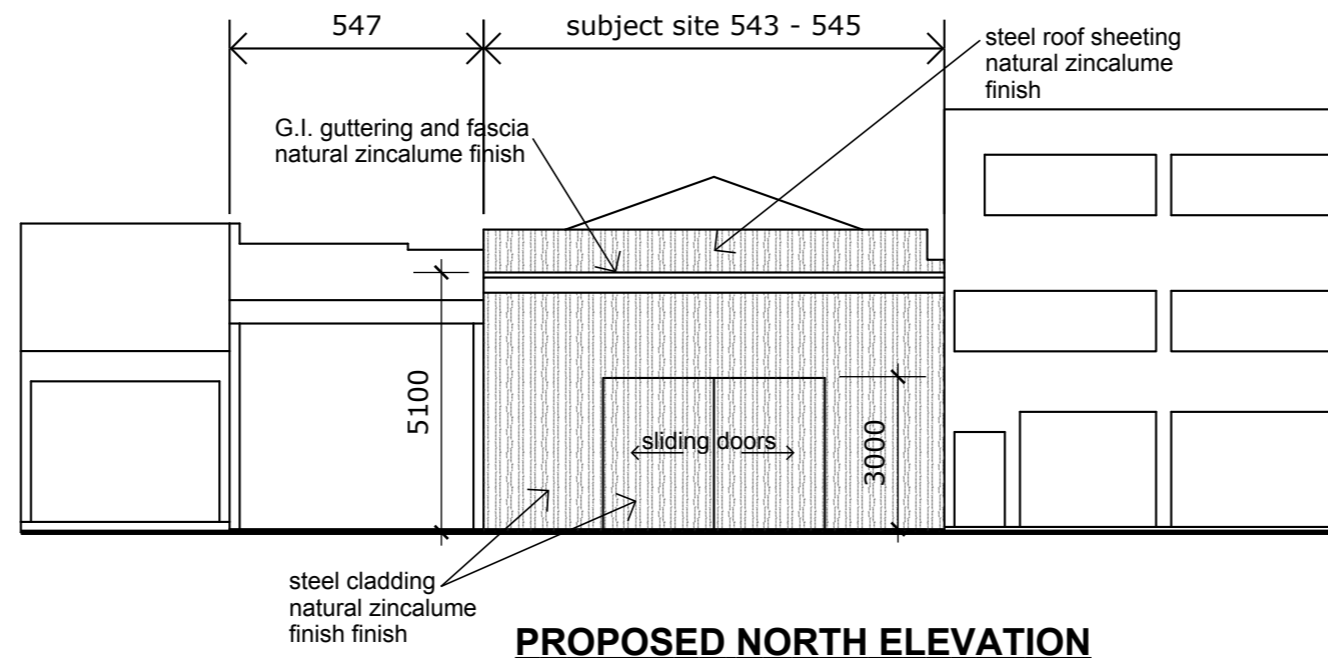 547
subject site 543 - 545
steel roof sheeting
natural zincalume
finish
G.I. guttering and fascia
natural zincalume finish
5100
sliding doors
3000
steel cladding
natural zincalume
finish finish
PROPOSED NORTH ELEVATION